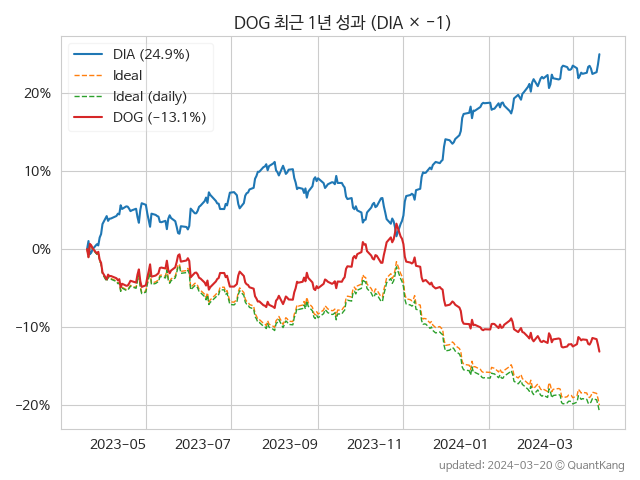 DOG 최근 1년 성과 (DIA × −1)
DIA (24.9%)
Ideal
Ideal (daily)
DOG (−13.1%)
20%
10%
0%
−10%
−20%
2023−05
2023−07
2023−09
2023−11
2024−01
2024−03
updated: 2024−03−20 ⓒ QuantKang